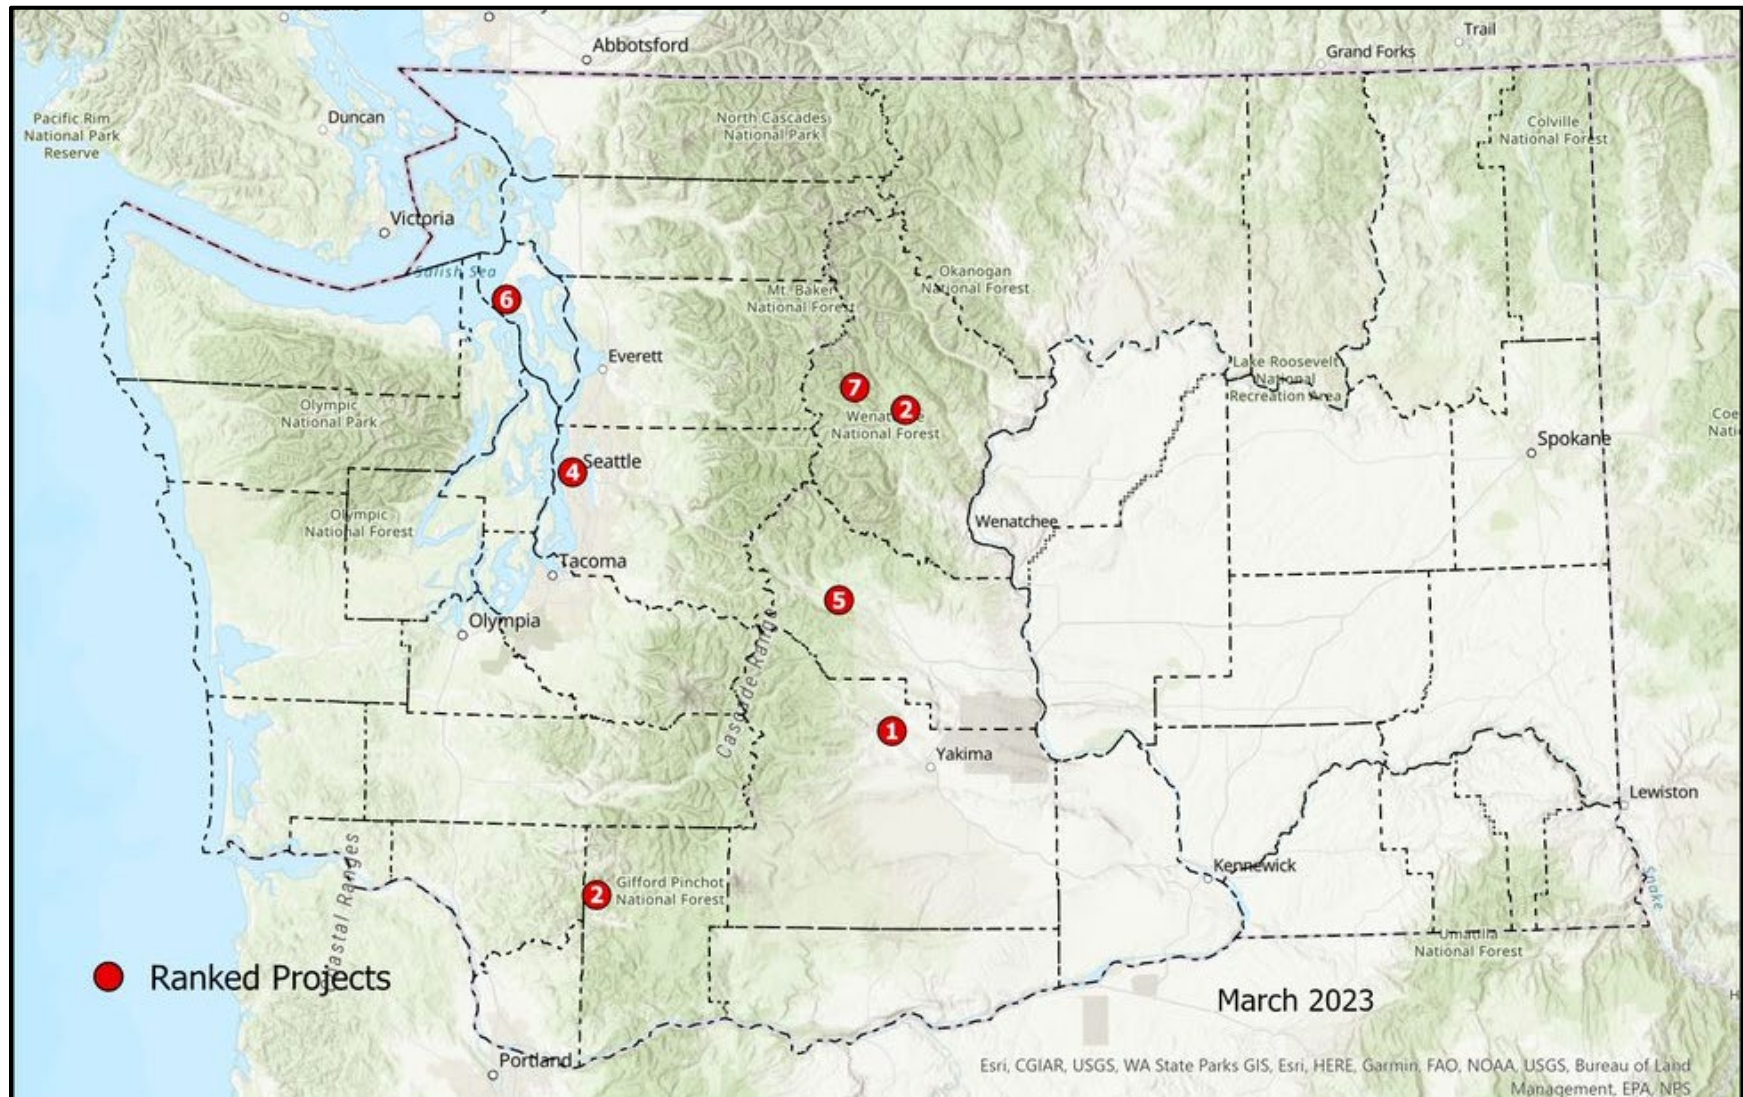 Trail
Abbotsford
Grand Forks
Pacific Rim
National Park
Reserve
Duncan
North Cascades
National Park
Colville
National Forest
Victoria
Salish Sea
Okanogan
National Forest
Mt. Baker
National Forest
6
Everett
Lake Roosevelt
National
Recreation Area
7
2
Olympic
National Park
Wenatchee
National Forest
Spokane
4
Seattle
Olympic
National Forest
Wenatchee
Tacoma
5
Olympia
Cascade Range
1
Yakima
Lewiston
Kennewick
Snake
2
Gifford Pinchot
National Forest
Coastal Ranges
Umatilla
National Forest
Ranked Projects
March 2023
Portland
Esri, CGIAR, USGS, WA State Parks GIS, Esri, HERE, Garmin, FAO, NOAA, USGS, Bureau of Land
Management, EPA, NPS